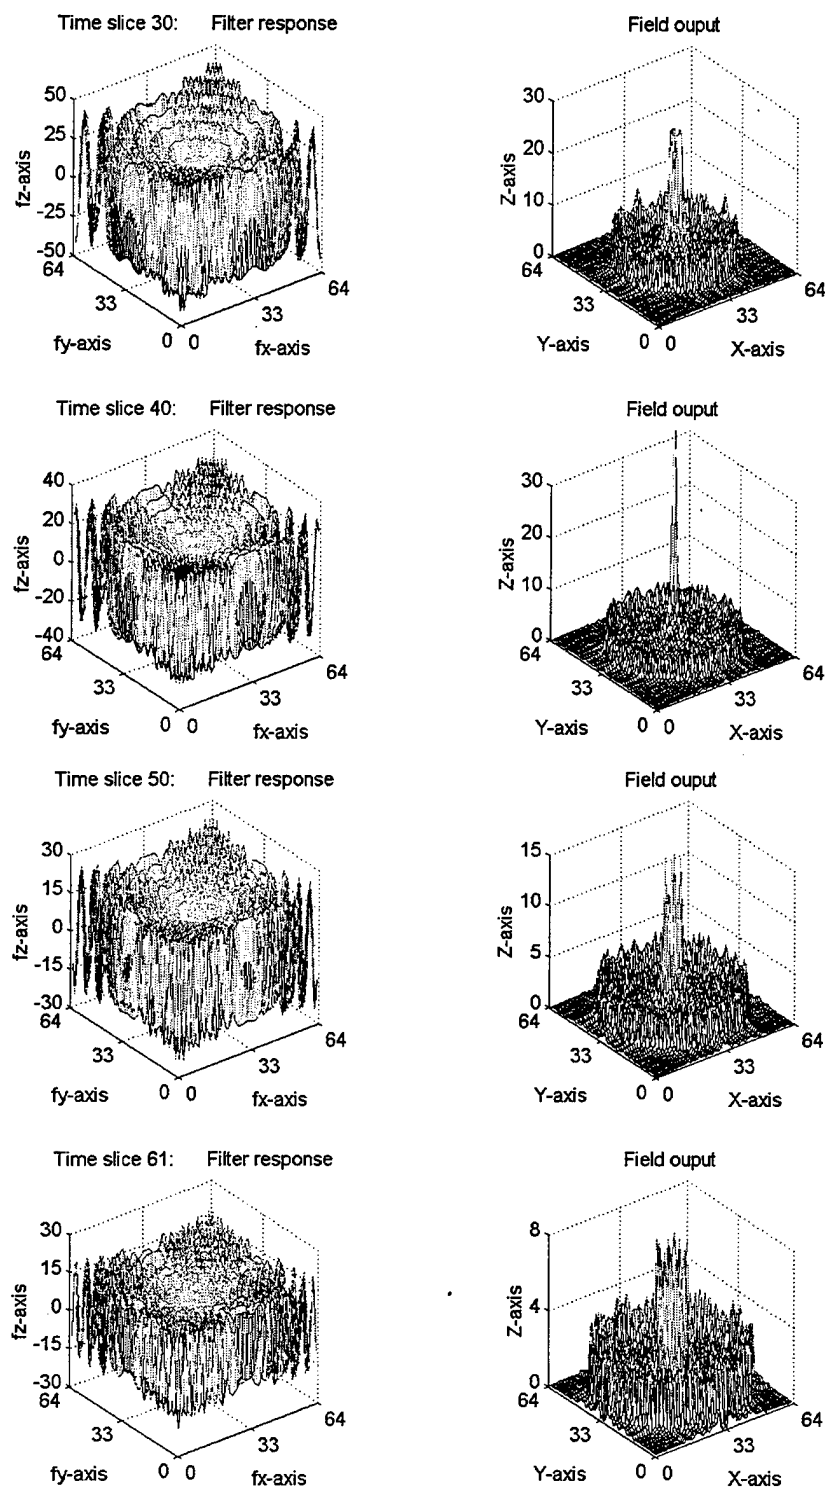 Time slice 30: Filter response
Field ouput
50
25
0
-25
-50
fz-axis
64
33
0
fy-axis
0
33
64
fx-axis
30
20
10
0
Z-axis
64
33
0
Y-axis
0
33
64
X-axis
Time slice 40: Filter response
Field ouput
40
20
0
-20
-40
fz-axis
64
33
0
fy-axis
0
33
64
fx-axis
30
20
10
0
Z-axis
64
33
0
Y-axis
0
33
64
X-axis
Time slice 50: Filter response
Field ouput
30
15
0
-15
-30
fz-axis
64
33
0
fy-axis
0
33
64
fx-axis
15
10
5
0
Z-axis
64
33
0
Y-axis
0
33
64
X-axis
Time slice 61: Filter response
Field ouput
30
15
0
-15
-30
fz-axis
64
33
0
fy-axis
0
33
64
fx-axis
8
4
0
Z-axis
64
33
0
Y-axis
0
33
64
X-axis